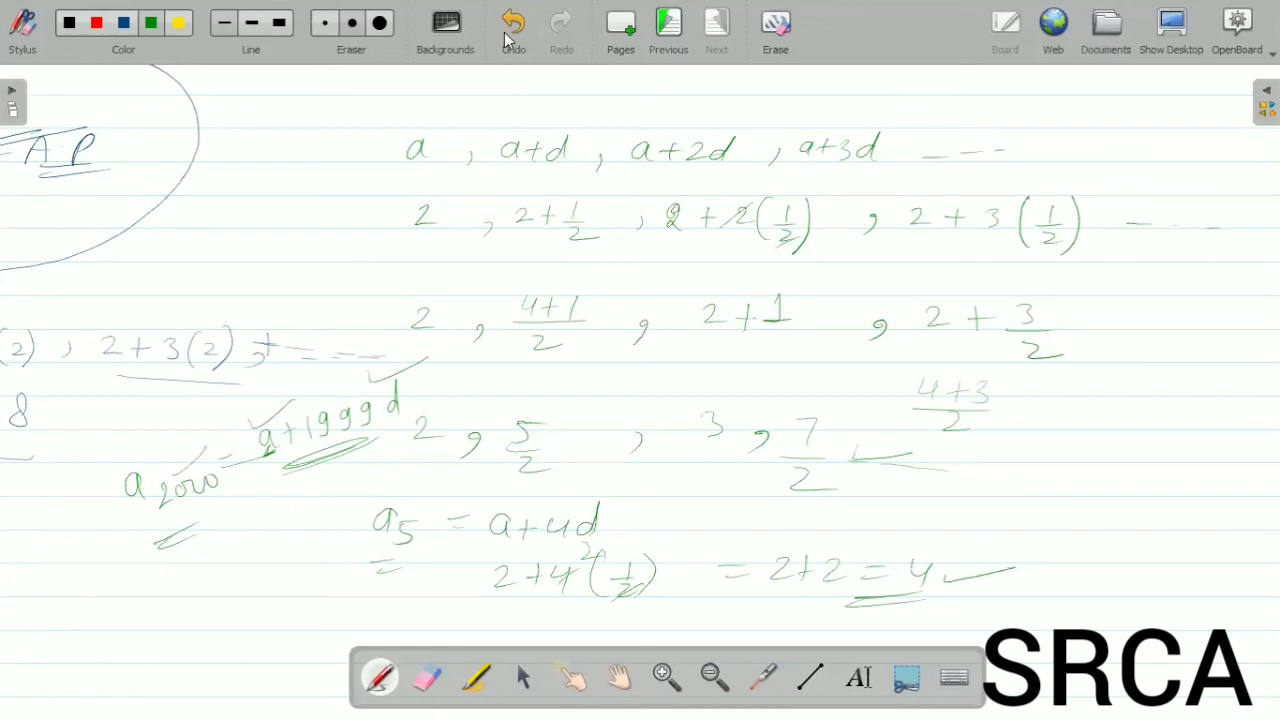 Stylus Color Line Eraser Backgrounds Undo Redo Pages Previous Next Erase Board Web Documents Show Desktop OpenBoard
= AP
a , a+d , a+2d , a+3d ----
2 , 2+1/2 , 2+2(1/2) , 2+3(1/2) ----
2 , 4+1/2 , 2+1 , 2+3/2
(2) , 2+3(2) , + ----
4+3/2
8
2 , 5/2 , 3 , 7/2
a2000 = a+1999d
a5 = a+4d
= 2+4 2(1/2) = 2+2 = 4
SRCA